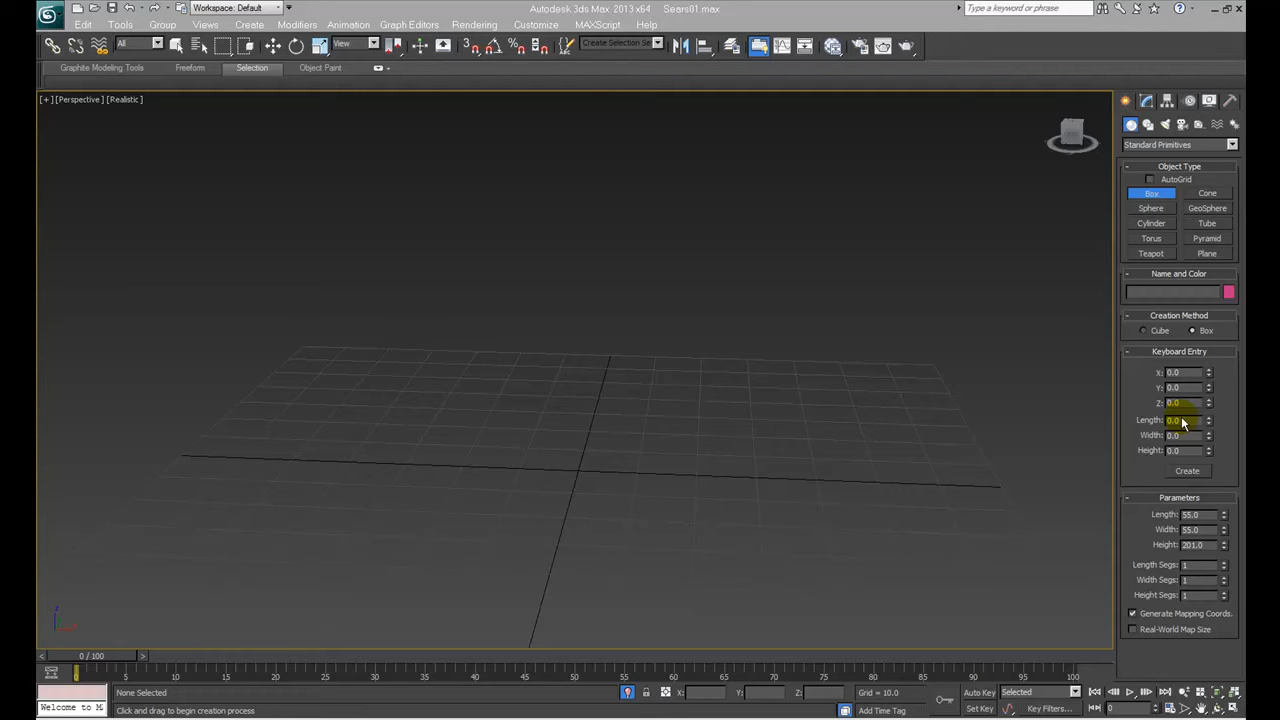 Autodesk 3ds Max 2013 x64 Sears01.max
Workspace: Default
Type a keyword or phrase
Edit Tools Group Views Create Modifiers Animation Graph Editors Rendering Customize MAXScript Help
All
View
Create Selection Se
Graphite Modeling Tools Freeform Selection Object Paint
[+] [Perspective] [Realistic]
Standard Primitives
- Object Type
AutoGrid
Box Cone
Sphere GeoSphere
Cylinder Tube
Torus Pyramid
Teapot Plane
- Name and Color
- Creation Method
Cube Box
- Keyboard Entry
X: 0.0
Y: 0.0
Z: 0.0
Length: 0.0
Width: 0.0
Height: 0.0
Create
- Parameters
Length: 55.0
Width: 55.0
Height: 201.0
Length Segs: 1
Width Segs: 1
Height Segs: 1
Generate Mapping Coords.
Real-World Map Size
z
< 0 / 100 >
0 5 10 15 20 25 30 35 40 45 50 55 60 65 70 75 80 85 90 95 100
None Selected X: Y: Z: Grid = 10.0 Auto Key Selected
Welcome to M Click and drag to begin creation process Add Time Tag Set Key Key Filters... 0